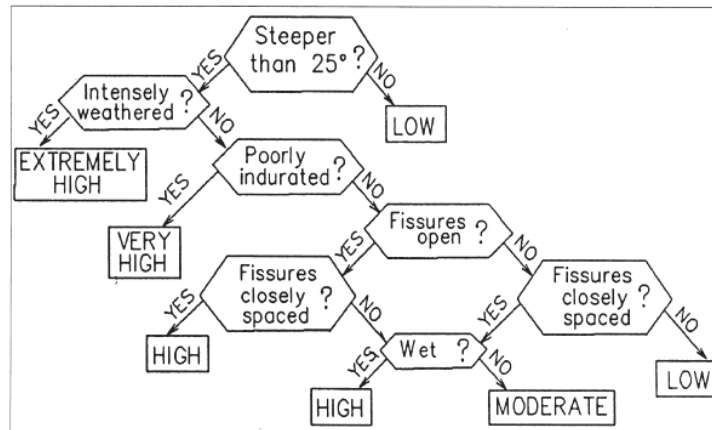 Steeper
than 25° ?
YES
NO
Intensely
weathered ?
LOW
YES
NO
EXTREMELY
HIGH
Poorly
indurated ?
YES
NO
VERY
HIGH
Fissures
open ?
YES
NO
Fissures
closely ?
spaced
Fissures
closely ?
spaced
YES
NO
YES
NO
HIGH
Wet ?
LOW
YES
NO
HIGH
MODERATE